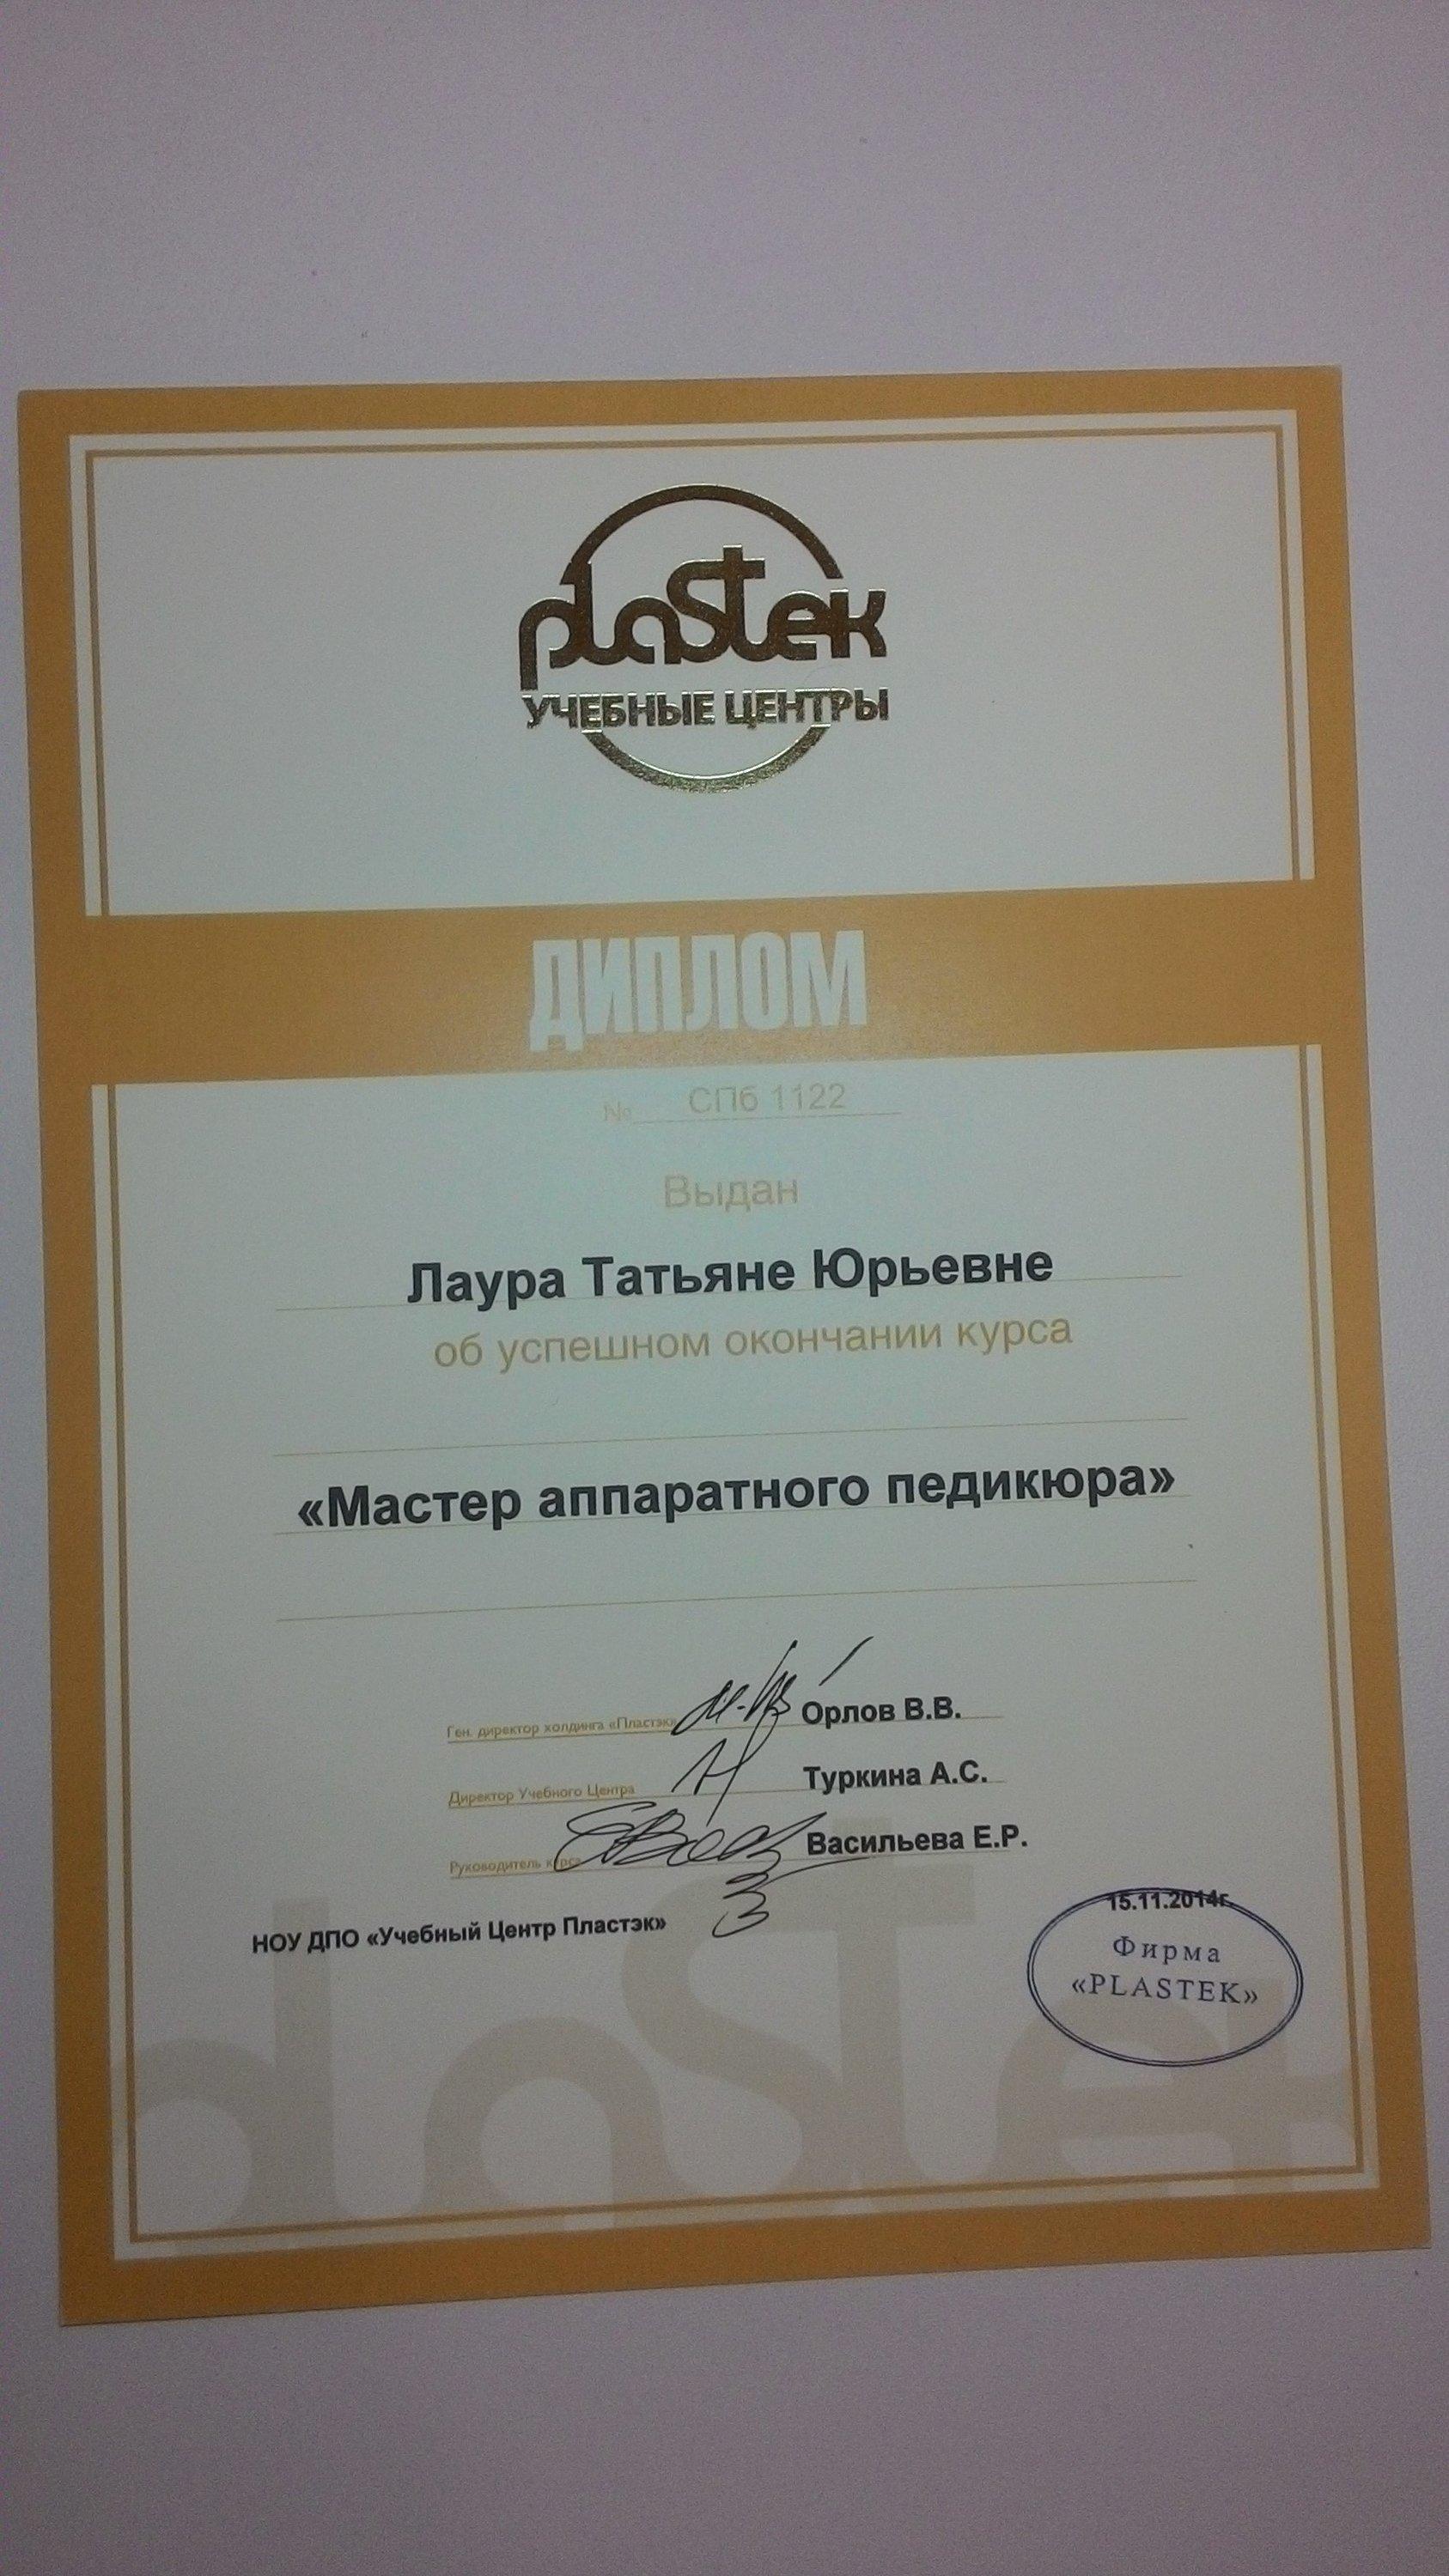 plastek
УЧЕБНЫЕ ЦЕНТРЫ
ДИПЛОМ
№ СПб 1122
Выдан
Лаура Татьяне Юрьевне
об успешном окончании курса
«Мастер аппаратного педикюра»
Ген. директор холдинга «Пластэк» Орлов В.В.
Директор Учебного Центра Туркина А.С.
Руководитель курса Васильева Е.Р.
НОУ ДПО «Учебный Центр Пластэк»
15.11.2014г.
Фирма
«PLASTEK»
plastek